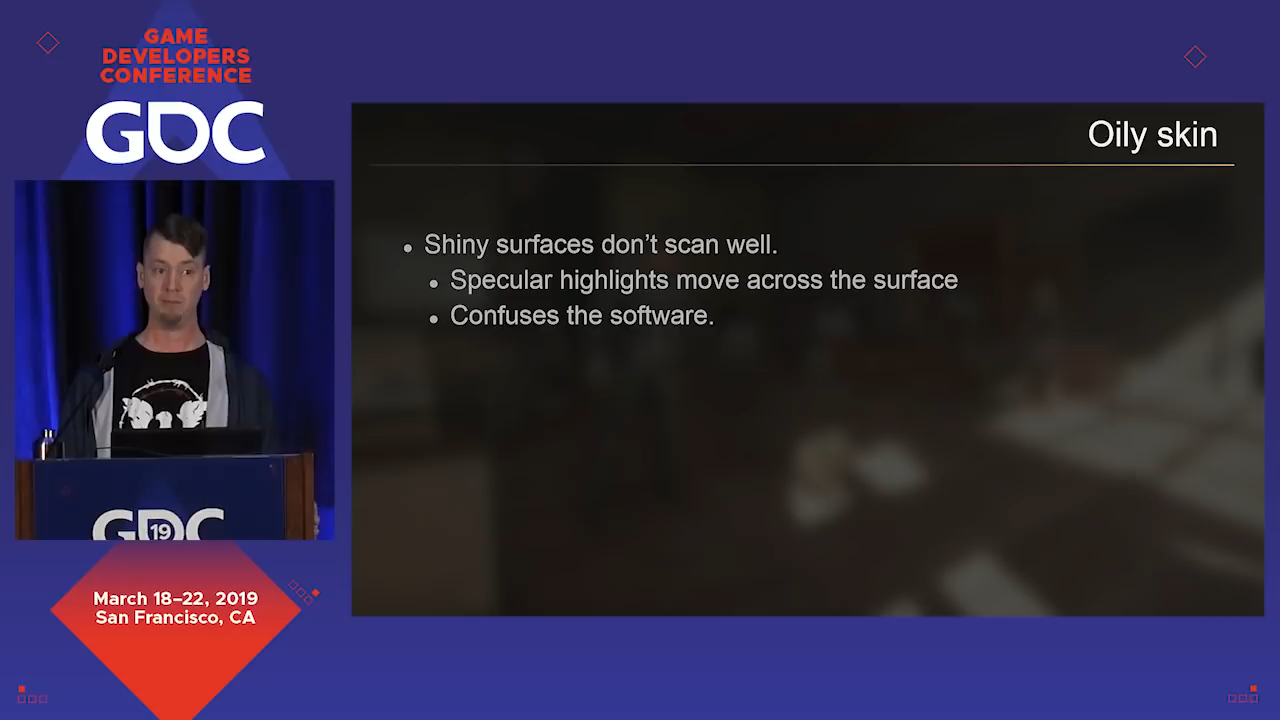 GAME
DEVELOPERS
CONFERENCE
GDC
Oily skin
Shiny surfaces don’t scan well.
Specular highlights move across the surface
Confuses the software.
GDC
19
March 18–22, 2019
San Francisco, CA